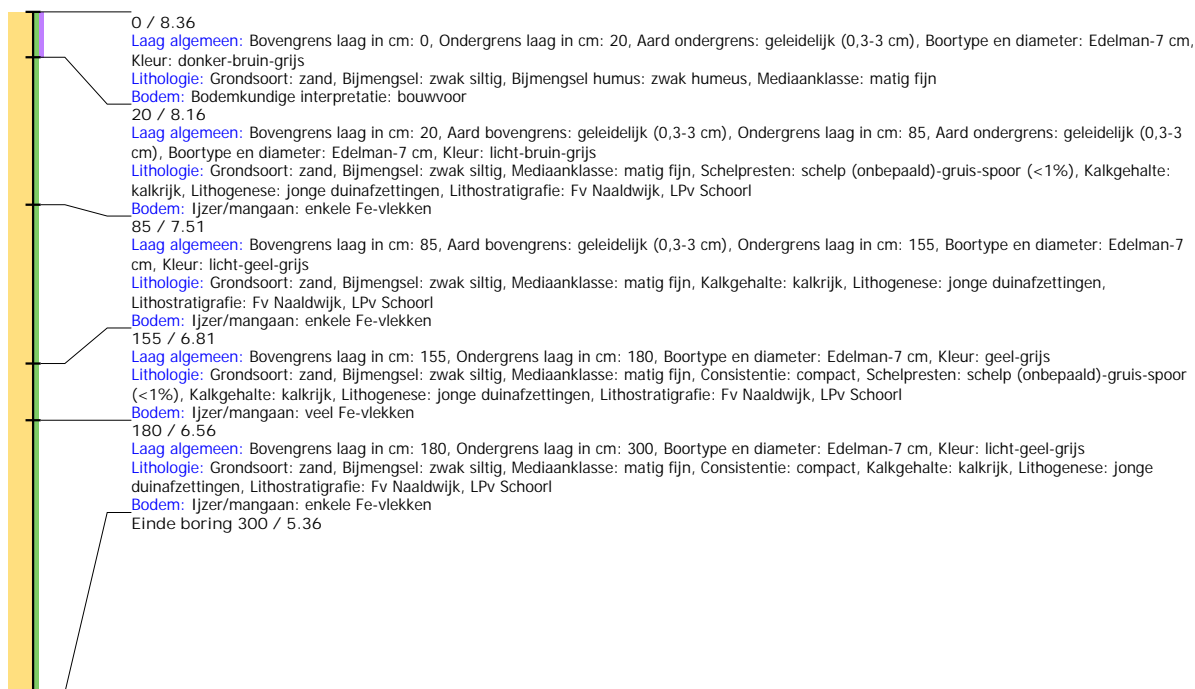 0 / 8.36
Laag algemeen: Bovengrens laag in cm: 0, Ondergrens laag in cm: 20, Aard ondergrens: geleidelijk (0,3-3 cm), Boortype en diameter: Edelman-7 cm,
Kleur: donker-bruin-grijs
Lithologie: Grondsoort: zand, Bijmengsel: zwak siltig, Bijmengsel humus: zwak humeus, Mediaanklasse: matig fijn
Bodem: Bodemkundige interpretatie: bouwvoor
20 / 8.16
Laag algemeen: Bovengrens laag in cm: 20, Aard bovengrens: geleidelijk (0,3-3 cm), Ondergrens laag in cm: 85, Aard ondergrens: geleidelijk (0,3-3
cm), Boortype en diameter: Edelman-7 cm, Kleur: licht-bruin-grijs
Lithologie: Grondsoort: zand, Bijmengsel: zwak siltig, Mediaanklasse: matig fijn, Schelpresten: schelp (onbepaald)-gruis-spoor (<1%), Kalkgehalte:
kalkrijk, Lithogenese: jonge duinafzettingen, Lithostratigrafie: Fv Naaldwijk, LPv Schoorl
Bodem: Ijzer/mangaan: enkele Fe-vlekken
85 / 7.51
Laag algemeen: Bovengrens laag in cm: 85, Aard bovengrens: geleidelijk (0,3-3 cm), Ondergrens laag in cm: 155, Boortype en diameter: Edelman-7
cm, Kleur: licht-geel-grijs
Lithologie: Grondsoort: zand, Bijmengsel: zwak siltig, Mediaanklasse: matig fijn, Kalkgehalte: kalkrijk, Lithogenese: jonge duinafzettingen,
Lithostratigrafie: Fv Naaldwijk, LPv Schoorl
Bodem: Ijzer/mangaan: enkele Fe-vlekken
155 / 6.81
Laag algemeen: Bovengrens laag in cm: 155, Ondergrens laag in cm: 180, Boortype en diameter: Edelman-7 cm, Kleur: geel-grijs
Lithologie: Grondsoort: zand, Bijmengsel: zwak siltig, Mediaanklasse: matig fijn, Consistentie: compact, Schelpresten: schelp (onbepaald)-gruis-spoor
(<1%), Kalkgehalte: kalkrijk, Lithogenese: jonge duinafzettingen, Lithostratigrafie: Fv Naaldwijk, LPv Schoorl
Bodem: Ijzer/mangaan: veel Fe-vlekken
180 / 6.56
Laag algemeen: Bovengrens laag in cm: 180, Ondergrens laag in cm: 300, Boortype en diameter: Edelman-7 cm, Kleur: licht-geel-grijs
Lithologie: Grondsoort: zand, Bijmengsel: zwak siltig, Mediaanklasse: matig fijn, Consistentie: compact, Kalkgehalte: kalkrijk, Lithogenese: jonge
duinafzettingen, Lithostratigrafie: Fv Naaldwijk, LPv Schoorl
Bodem: Ijzer/mangaan: enkele Fe-vlekken
Einde boring 300 / 5.36